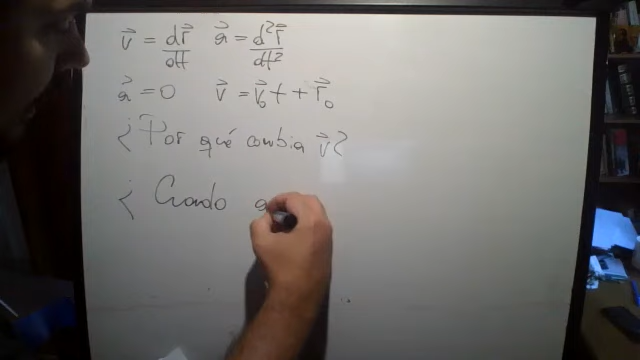 v⃗ = dr⃗/dt a⃗ = d²r⃗/dt²
a⃗ = 0 v⃗ = v⃗₀t + r⃗₀
¿Por qué cambia v⃗?
¿Cuando a